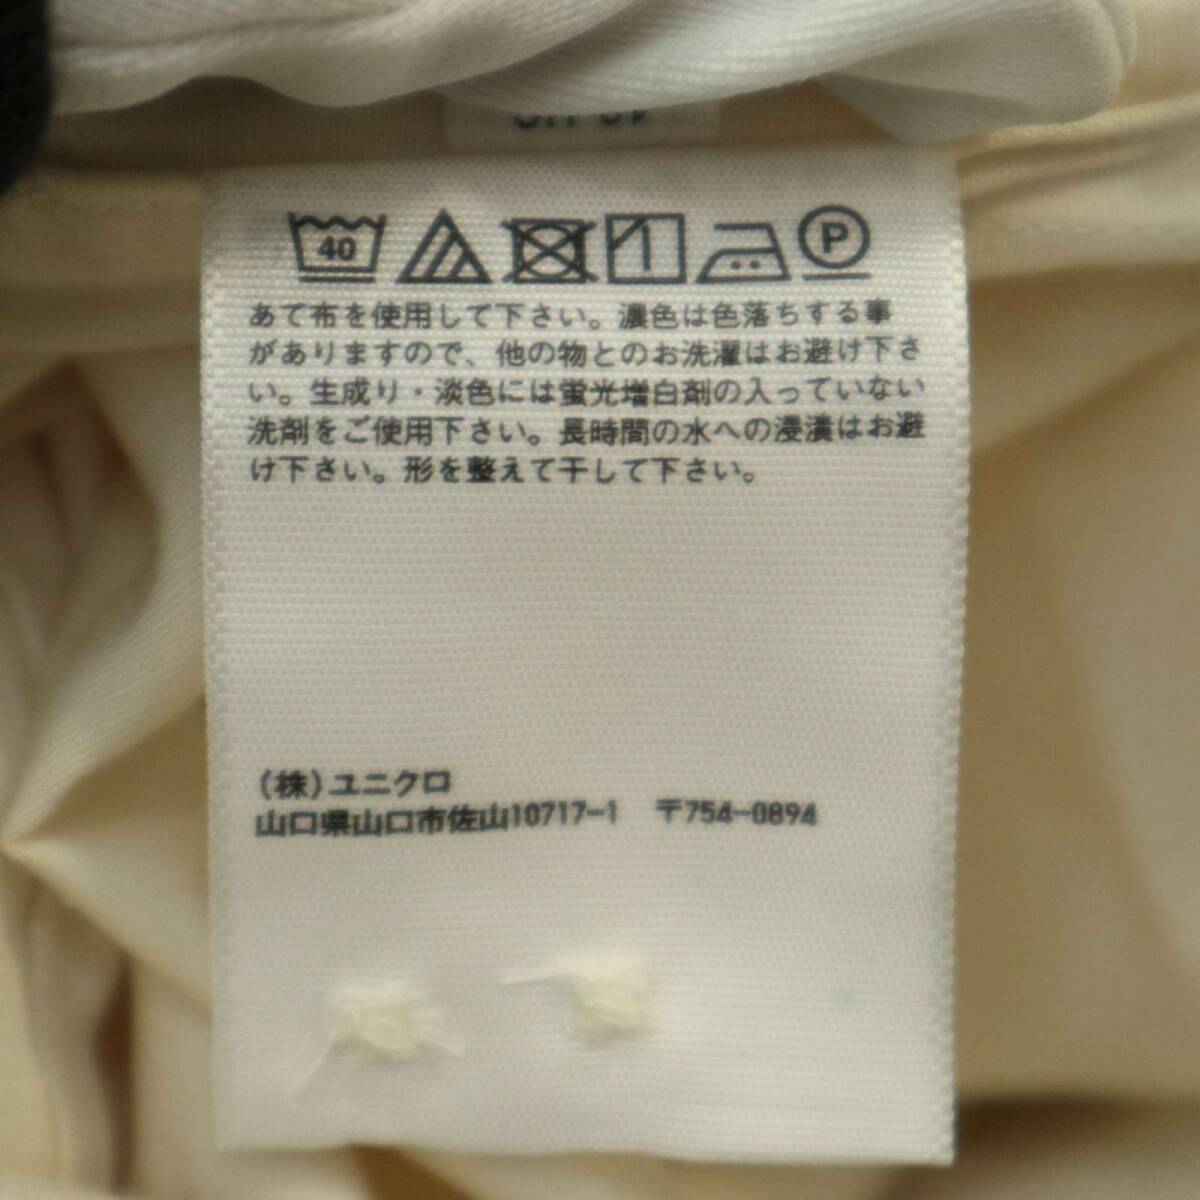 40 P
あて布を使用して下さい。濃色は色落ちする事
がありますので、他の物とのお洗濯はお避け下さ
い。生成り・淡色には蛍光増白剤の入っていない
洗剤をご使用下さい。長時間の水への浸漬はお避
け下さい。形を整えて干して下さい。
(株)ユニクロ
山口県山口市佐山10717-1 〒754-0894